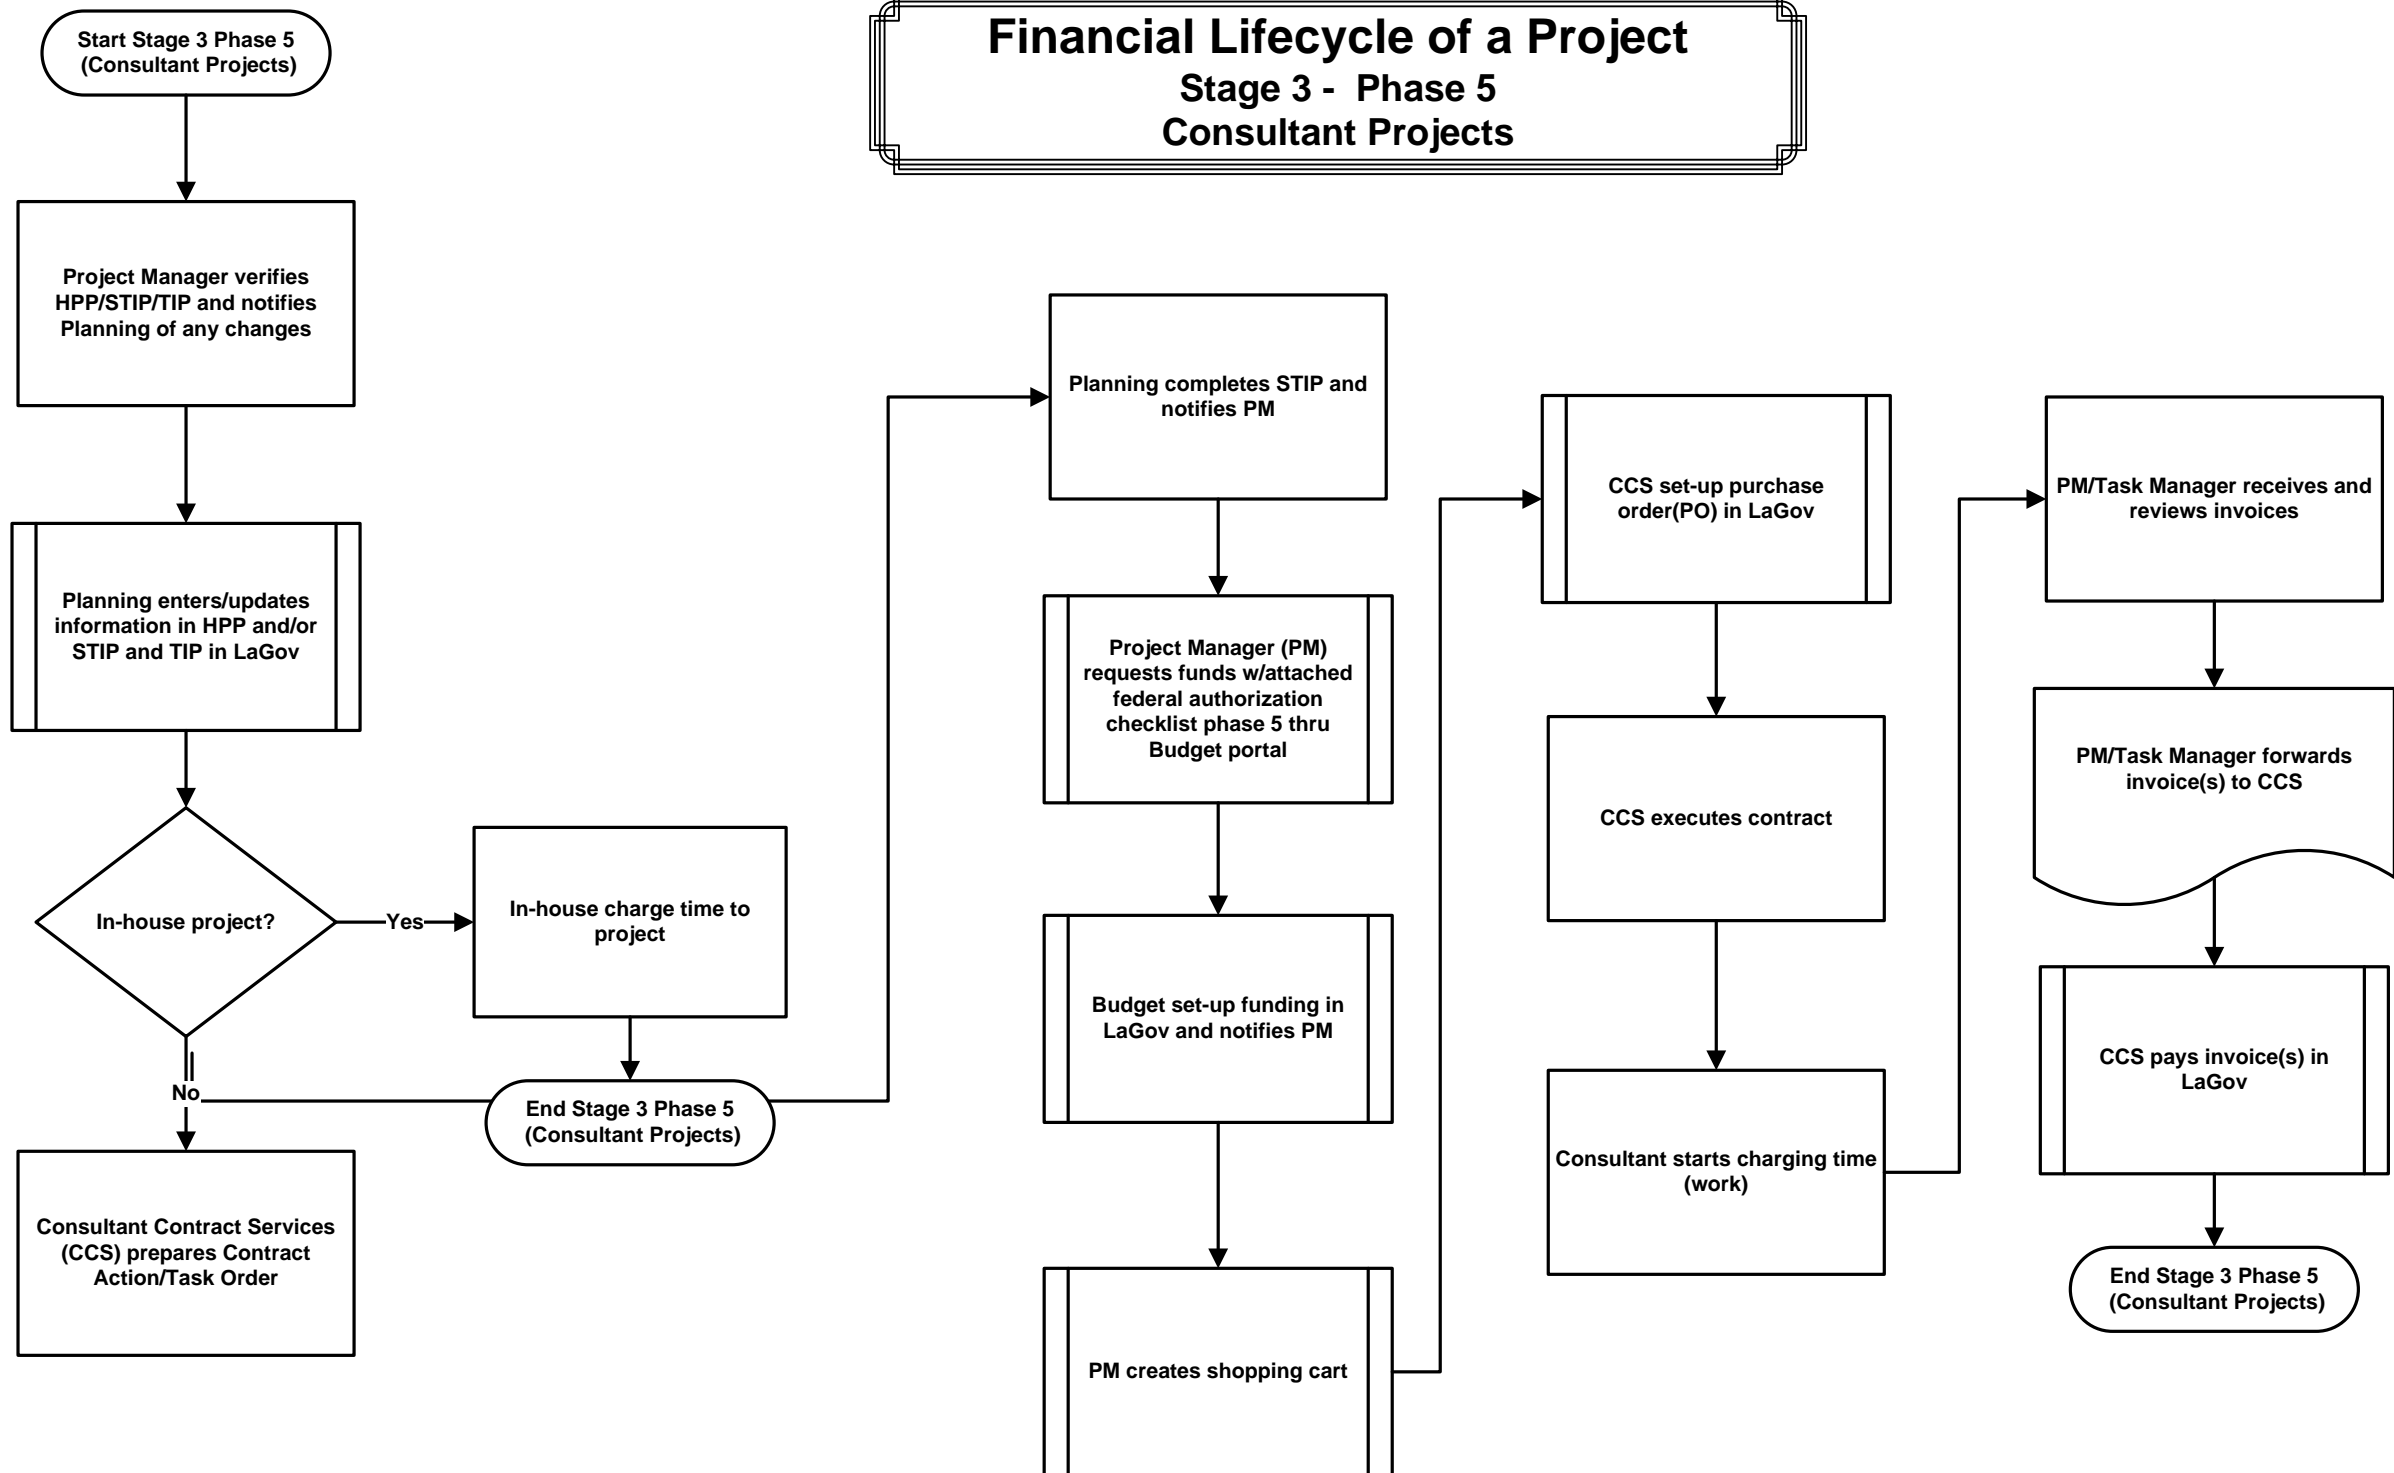 Financial Lifecycle of a Project
Stage 3 - Phase 5
Consultant Projects
Start Stage 3 Phase 5
(Consultant Projects)
Project Manager verifies
HPP/STIP/TIP and notifies
Planning of any changes
Planning enters/updates
information in HPP and/or
STIP and TIP in LaGov
In-house project?
Yes
In-house charge time to
project
End Stage 3 Phase 5
(Consultant Projects)
No
Consultant Contract Services
(CCS) prepares Contract
Action/Task Order
Planning completes STIP and
notifies PM
Project Manager (PM)
requests funds w/attached
federal authorization
checklist phase 5 thru
Budget portal
Budget set-up funding in
LaGov and notifies PM
PM creates shopping cart
CCS set-up purchase
order(PO) in LaGov
CCS executes contract
Consultant starts charging time
(work)
PM/Task Manager receives and
reviews invoices
PM/Task Manager forwards
invoice(s) to CCS
CCS pays invoice(s) in
LaGov
End Stage 3 Phase 5
(Consultant Projects)